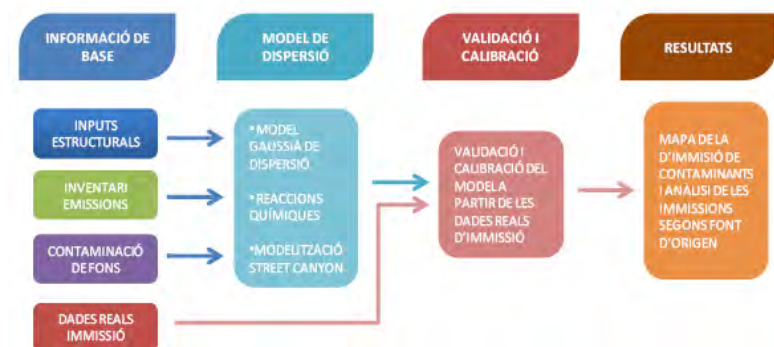 INFORMACIÓ DE
BASE
MODEL DE
DISPERSIÓ
VALIDACIÓ I
CALIBRACIÓ
RESULTATS
INPUTS
ESTRUCTURALS
INVENTARI
EMISSIONS
CONTAMINACIÓ
DE FONS
DADES REALS
IMMISSIÓ
•MODEL
GAUSSIÀ DE
DISPERSIÓ
•REACCIONS
QUÍMIQUES
•MODELITZACIÓ
STREET CANYON
VALIDACIÓ I
CALIBRACIÓ DEL
MODEL A
PARTIR DE LES
DADES REALS
D'IMMISSIÓ
MAPA DE LA
D'IMMISIÓ DE
CONTAMINANTS
I ANÀLISI DE LES
IMMISSIONS
SEGONS FONT
D'ORIGEN